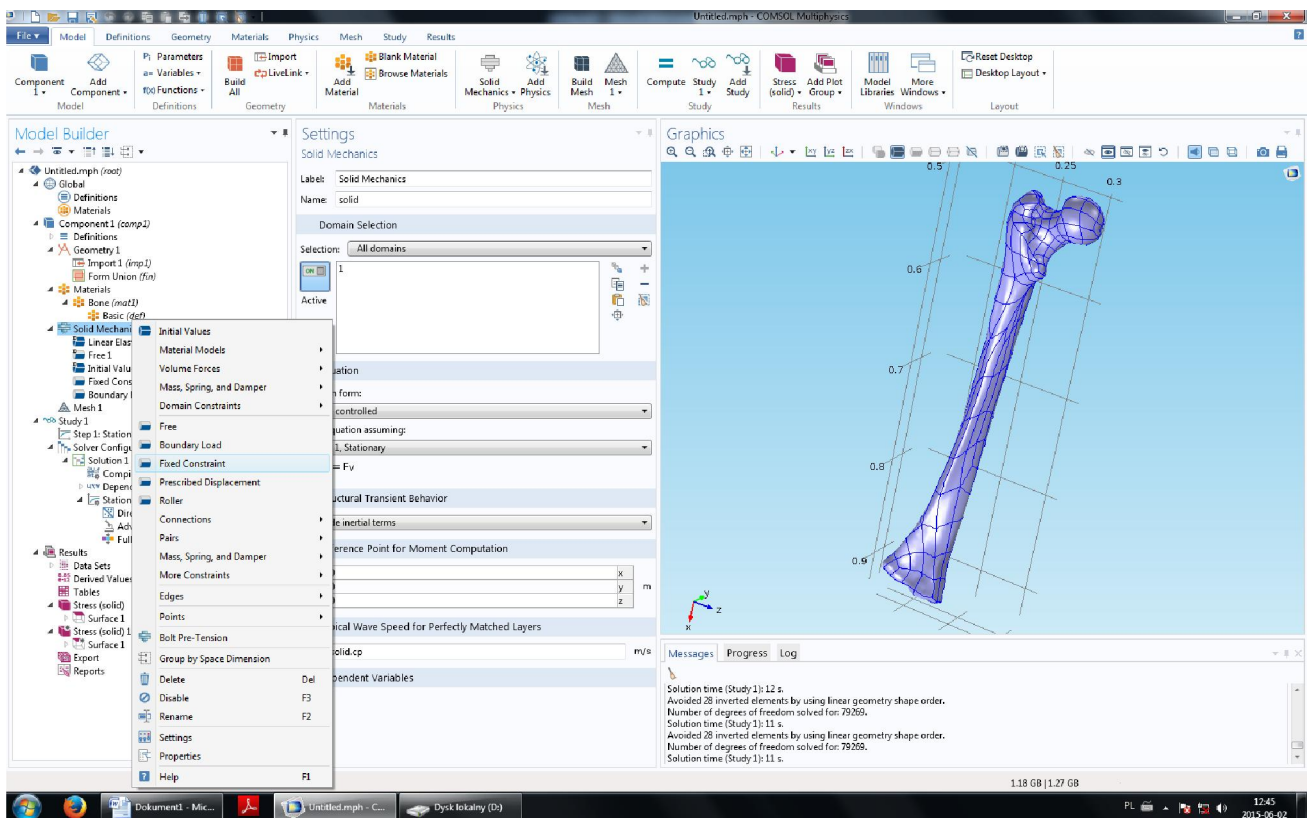 Untitled.mph - COMSOL Multiphysics
File Model Definitions Geometry Materials Physics Mesh Study Results
Component 1
Add Component
Model
Pi Parameters
a= Variables
f(x) Functions
Definitions
Build All
Import
LiveLink
Geometry
Add Material
Blank Material
Browse Materials
Materials
Solid Mechanics
Add Physics
Physics
Build Mesh
Mesh 1
Mesh
Compute
Study 1
Add Study
Study
Stress (solid)
Add Plot Group
Results
Model Libraries
More Windows
Windows
Reset Desktop
Desktop Layout
Layout
Model Builder
Untitled.mph (root)
Global
Definitions
Materials
Component 1 (comp1)
Definitions
Geometry 1
Import 1 (imp1)
Form Union (fin)
Materials
Bone (mat1)
Basic (def)
Solid Mechani
Linear Elas
Free 1
Initial Valu
Fixed Cons
Boundary
Mesh 1
Study 1
Step 1: Station
Solver Configu
Solution 1
Compi
Depen
Station
Dire
Adv
Full
Results
Data Sets
Derived Values
Tables
Stress (solid)
Surface 1
Stress (solid) 1
Surface 1
Export
Reports
Initial Values
Material Models
Volume Forces
Mass, Spring, and Damper
Domain Constraints
Free
Boundary Load
Fixed Constraint
Prescribed Displacement
Roller
Connections
Pairs
Mass, Spring, and Damper
More Constraints
Edges
Points
Bolt Pre-Tension
Group by Space Dimension
Delete Del
Disable F3
Rename F2
Settings
Properties
Help F1
Settings
Solid Mechanics
Label: Solid Mechanics
Name: solid
Domain Selection
Selection: All domains
ON
1
Active
uation
form:
controlled
uation assuming:
1, Stationary
= Fv
uctural Transient Behavior
de inertial terms
erence Point for Moment Computation
x
y m
z
ical Wave Speed for Perfectly Matched Layers
solid.cp m/s
pendent Variables
Graphics
0.5
0.25
0.3
0.6
0.7
0.8
0.9
y
z
x
Messages Progress Log
Solution time (Study 1): 12 s.
Avoided 28 inverted elements by using linear geometry shape order.
Number of degrees of freedom solved for: 79269.
Solution time (Study 1): 11 s.
Avoided 28 inverted elements by using linear geometry shape order.
Number of degrees of freedom solved for: 79269.
Solution time (Study 1): 11 s.
1.18 GB | 1.27 GB
Dokument1 - Mic...
Untitled.mph - C...
Dysk lokalny (D:)
PL
12:45
2015-06-02